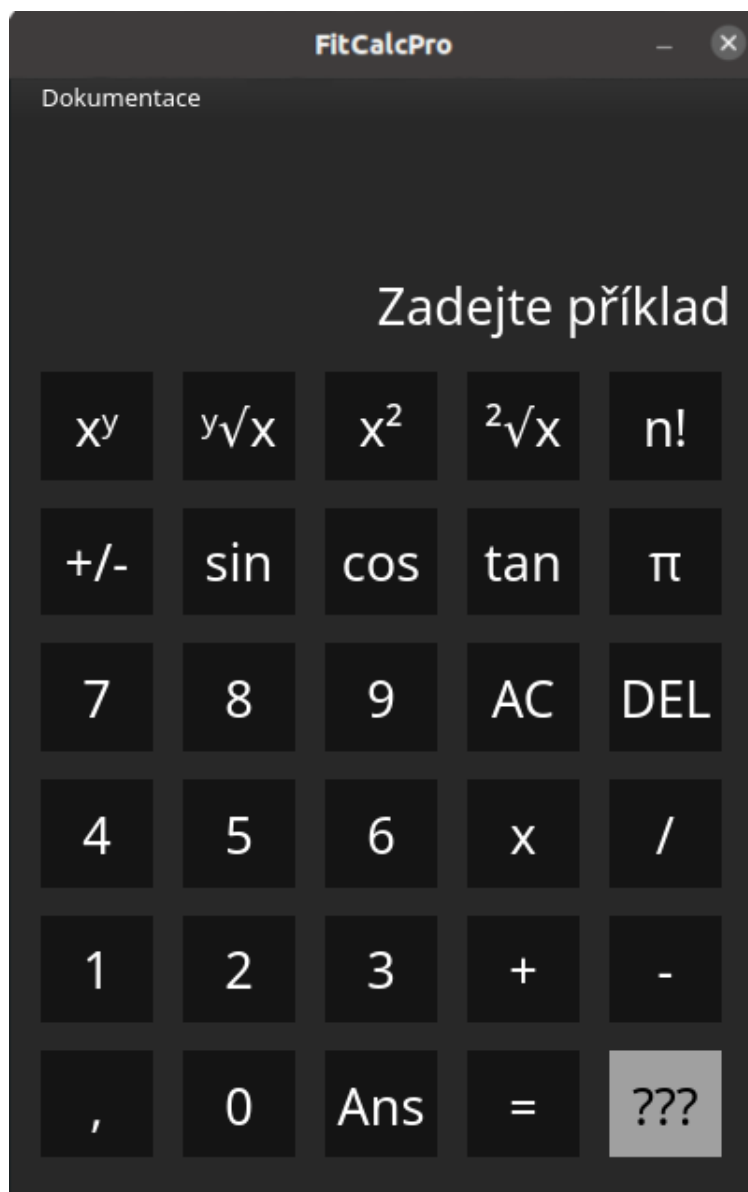 FitCalcPro
Dokumentace
Zadejte příklad
xʸ ʸ√x x² ²√x n!
+/- sin cos tan π
7 8 9 AC DEL
4 5 6 x /
1 2 3 + -
, 0 Ans = ???